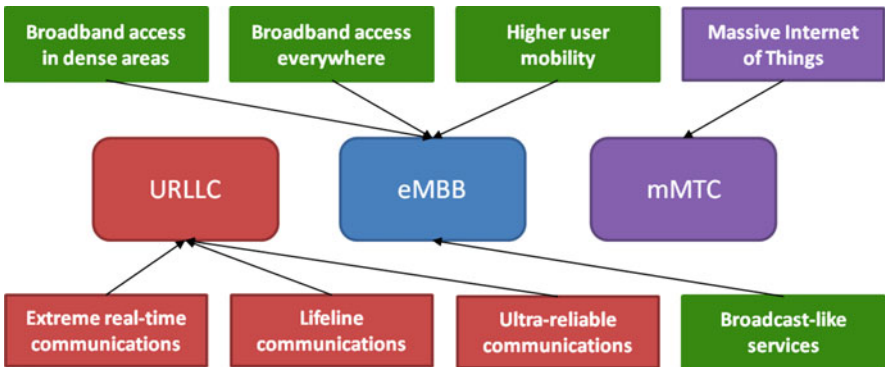 Broadband access
in dense areas
Broadband access
everywhere
Higher user
mobility
Massive Internet
of Things
URLLC
eMBB
mMTC
Extreme real-time
communications
Lifeline
communications
Ultra-reliable
communications
Broadcast-like
services